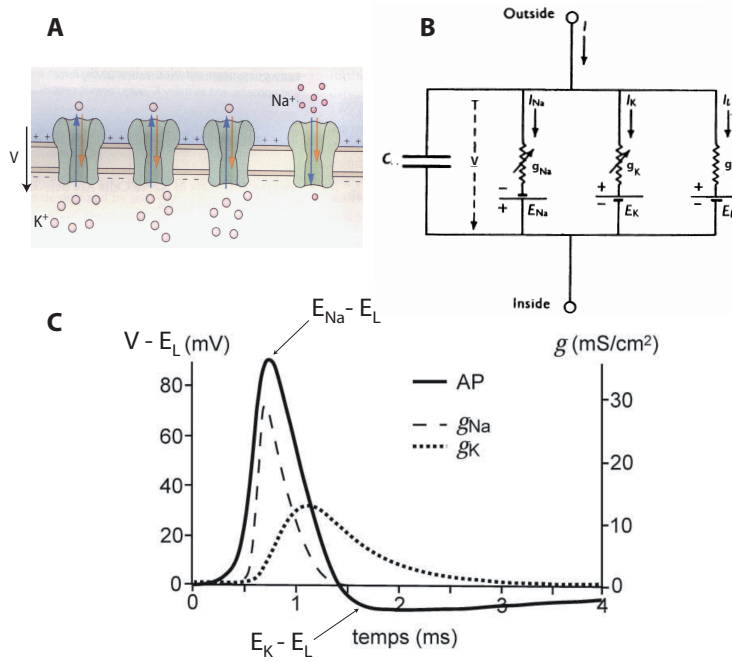 A
Na+
+ +
+ +
+ +
+ +
+ +
V
– –
– –
– –
– –
K+
B
Outside
I
INa
IK
C
V
gNa
gK
g
–
+
+
–
+
–
ENa
EK
E
Inside
C
ENa - EL
V - EL (mV)
g (mS/cm2)
80
60
40
20
0
30
20
10
0
AP
gNa
gK
0
1
2
3
4
EK - EL
temps (ms)